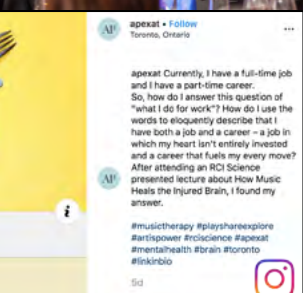 apexat • Follow
Toronto, Ontario
apexat Currently, I have a full-time job
and I have a part-time career.
So, how do I answer this question of
"what I do for work"? How do I use the
words to eloquently describe that I
have both a job and a career – a job in
which my heart isn't entirely invested
and a career that fuels my every move?
After attending an RCI Science
presented lecture about How Music
Heals the Injured Brain, I found my
answer.
#musictherapy #playshareexplore
#artispower #rciscience #apexat
#mentalhealth #brain #toronto
#linkinbio
5d